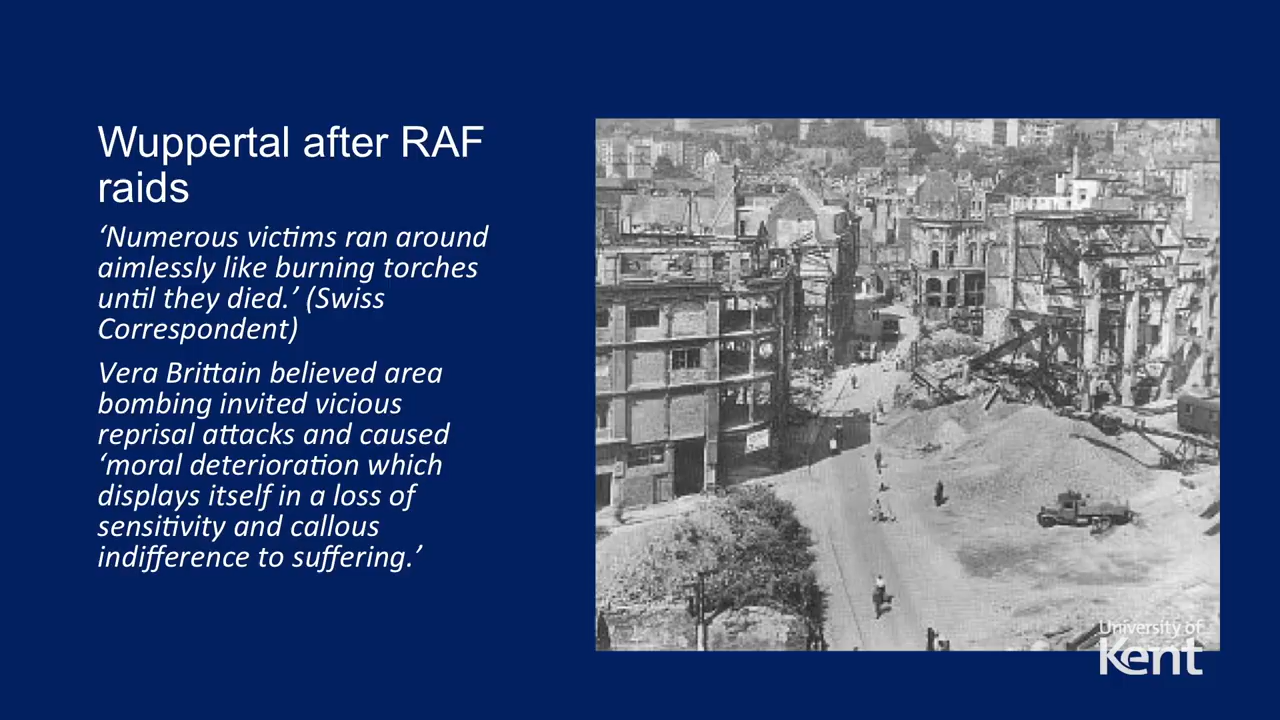 Wuppertal after RAF
raids
‘Numerous victims ran around
aimlessly like burning torches
until they died.’ (Swiss
Correspondent)
Vera Brittain believed area
bombing invited vicious
reprisal attacks and caused
‘moral deterioration which
displays itself in a loss of
sensitivity and callous
indifference to suffering.’
University of
Kent